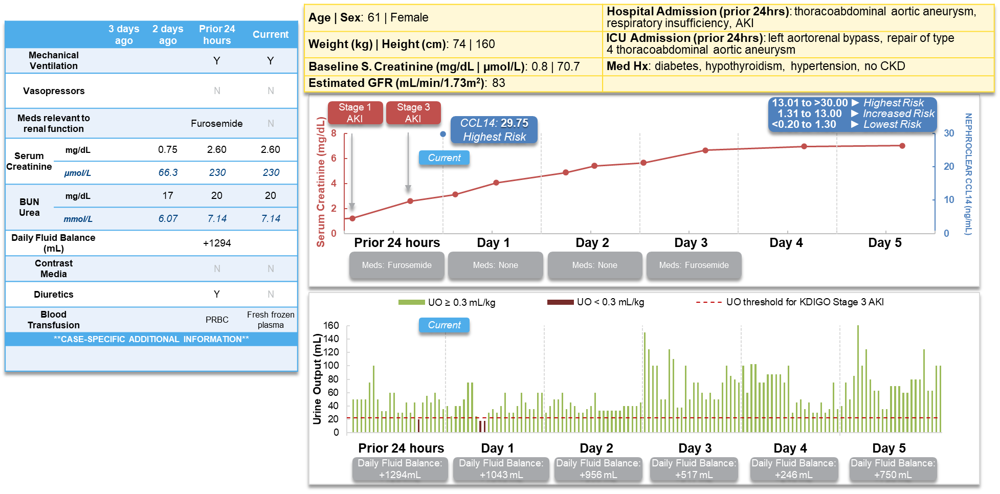 3 days ago
2 days ago
Prior 24 hours
Current
Mechanical Ventilation
Y
Y
Vasopressors
N
N
Meds relevant to renal function
Furosemide
N
Serum Creatinine
mg/dL
0.75
2.60
2.60
µmol/L
66.3
230
230
BUN Urea
mg/dL
17
20
20
mmol/L
6.07
7.14
7.14
Daily Fluid Balance (mL)
+1294
Contrast Media
N
N
Diuretics
Y
N
Blood Transfusion
PRBC
Fresh frozen plasma
**CASE-SPECIFIC ADDITIONAL INFORMATION**
Age | Sex: 61 | Female
Hospital Admission (prior 24hrs): thoracoabdominal aortic aneurysm,
respiratory insufficiency, AKI
Weight (kg) | Height (cm): 74 | 160
ICU Admission (prior 24hrs): left aortorenal bypass, repair of type
4 thoracoabdominal aortic aneurysm
Baseline S. Creatinine (mg/dL | µmol/L): 0.8 | 70.7
Med Hx: diabetes, hypothyroidism, hypertension, no CKD
Estimated GFR (mL/min/1.73m²): 83
Stage 1
AKI
Stage 3
AKI
CCL14: 29.75
Highest Risk
Current
13.01 to >30.00 ► Highest Risk
1.31 to 13.00 ► Increased Risk
<0.20 to 1.30 ► Lowest Risk
Serum Creatinine (mg/dL)
8
6
4
2
0
NEPHROCLEAR CCL14 (ng/mL)
30
20
10
0
Prior 24 hours
Day 1
Day 2
Day 3
Day 4
Day 5
Meds: Furosemide
Meds: None
Meds: None
Meds: Furosemide
UO ≥ 0.3 mL/kg
UO < 0.3 mL/kg
UO threshold for KDIGO Stage 3 AKI
Current
Urine Output (mL)
160
140
120
100
80
60
40
20
0
Prior 24 hours
Day 1
Day 2
Day 3
Day 4
Day 5
Daily Fluid Balance:
+1294mL
Daily Fluid Balance:
+1043 mL
Daily Fluid Balance:
+956 mL
Daily Fluid Balance:
+517 mL
Daily Fluid Balance:
+246 mL
Daily Fluid Balance:
+750 mL